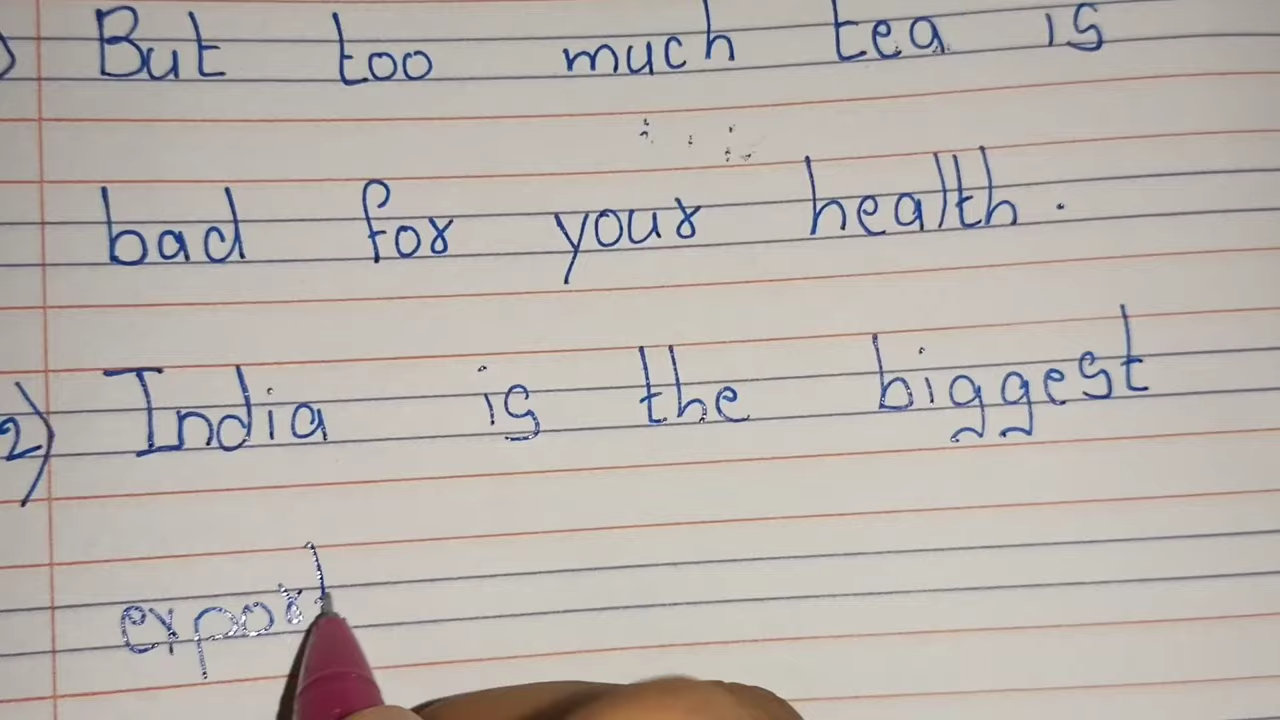 ) But too much tea is
bad for your health.
2) India is the biggest
export